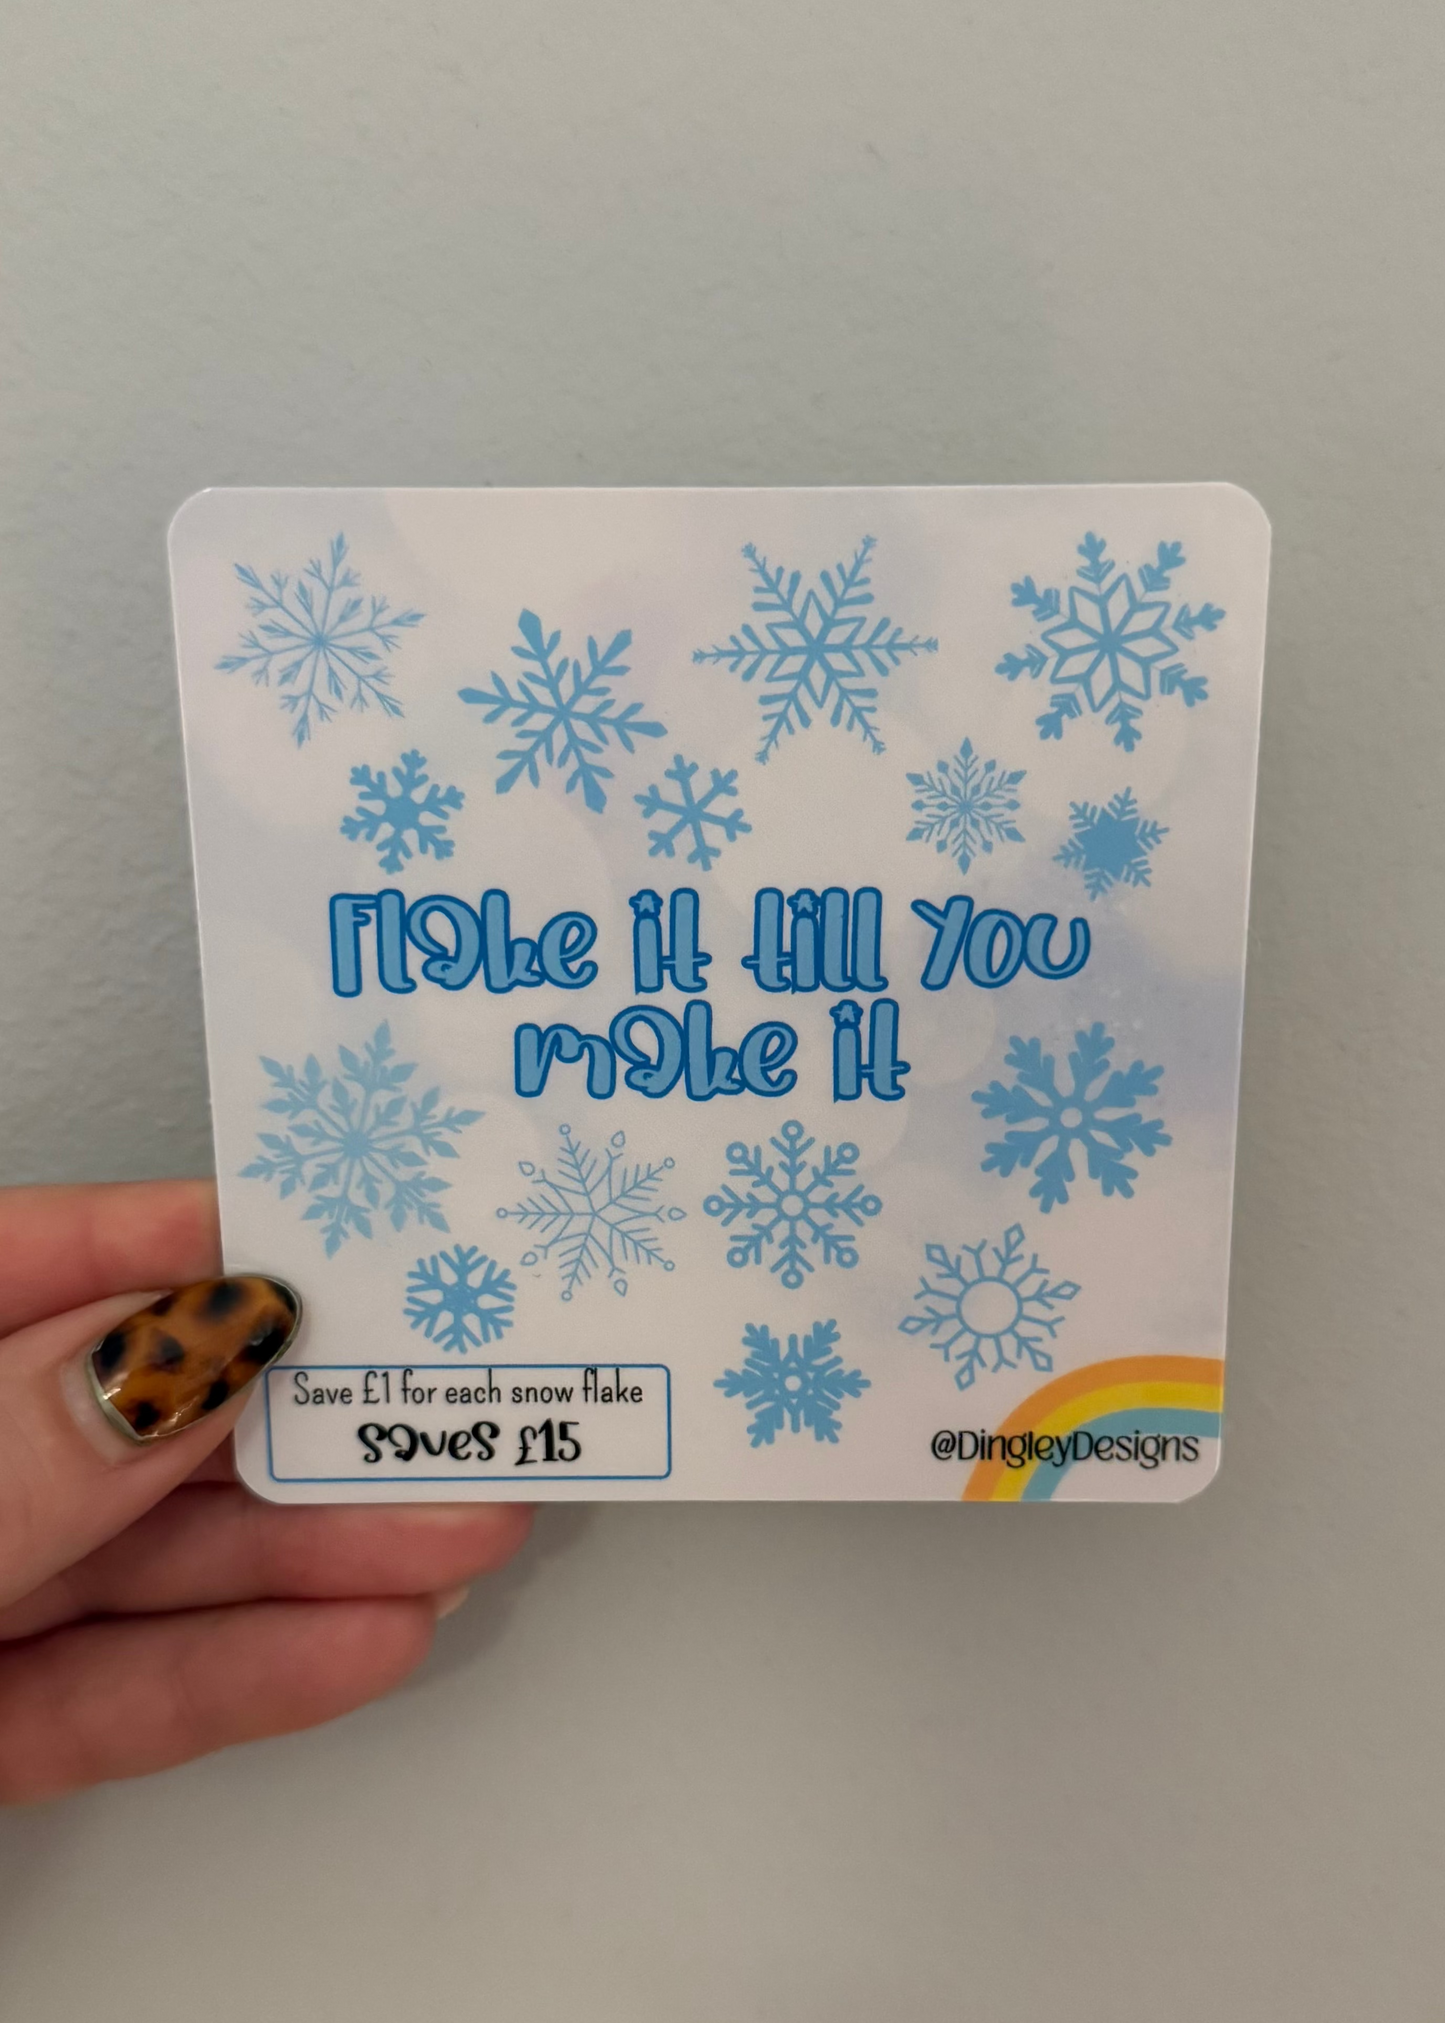 Flake it till you
make it
Save £1 for each snow flake
saves £15
@DingleyDesigns